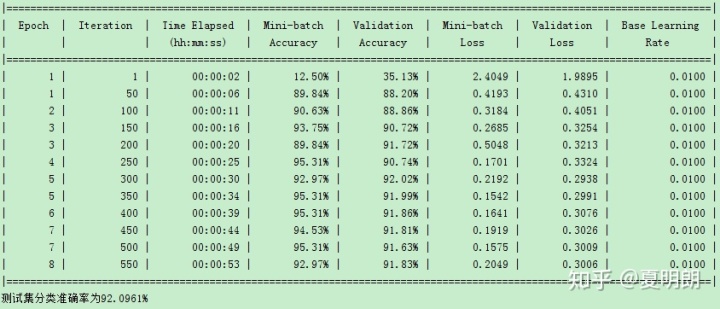 |=========================================================================================================|
| Epoch | Iteration | Time Elapsed | Mini-batch | Validation | Mini-batch | Validation | Base Learning |
| | | (hh:mm:ss) | Accuracy | Accuracy | Loss | Loss | Rate |
|=========================================================================================================|
| 1 | 1 | 00:00:02 | 12.50% | 35.13% | 2.4049 | 1.9895 | 0.0100 |
| 1 | 50 | 00:00:06 | 89.84% | 88.20% | 0.4193 | 0.4310 | 0.0100 |
| 2 | 100 | 00:00:11 | 90.63% | 88.86% | 0.3184 | 0.4051 | 0.0100 |
| 3 | 150 | 00:00:16 | 93.75% | 90.72% | 0.2685 | 0.3254 | 0.0100 |
| 3 | 200 | 00:00:20 | 89.84% | 91.72% | 0.5048 | 0.3213 | 0.0100 |
| 4 | 250 | 00:00:25 | 95.31% | 90.74% | 0.1701 | 0.3324 | 0.0100 |
| 5 | 300 | 00:00:30 | 92.97% | 92.02% | 0.2192 | 0.2938 | 0.0100 |
| 5 | 350 | 00:00:34 | 95.31% | 91.99% | 0.1542 | 0.2991 | 0.0100 |
| 6 | 400 | 00:00:39 | 95.31% | 91.86% | 0.1641 | 0.3076 | 0.0100 |
| 7 | 450 | 00:00:44 | 94.53% | 91.81% | 0.1919 | 0.3026 | 0.0100 |
| 7 | 500 | 00:00:49 | 95.31% | 91.63% | 0.1575 | 0.3009 | 0.0100 |
| 8 | 550 | 00:00:53 | 92.97% | 91.83% | 0.2049 | 0.3006 | 0.0100 |
|=========================================================================================================|
测试集分类准确率为92.0961%
知乎 @夏明朗